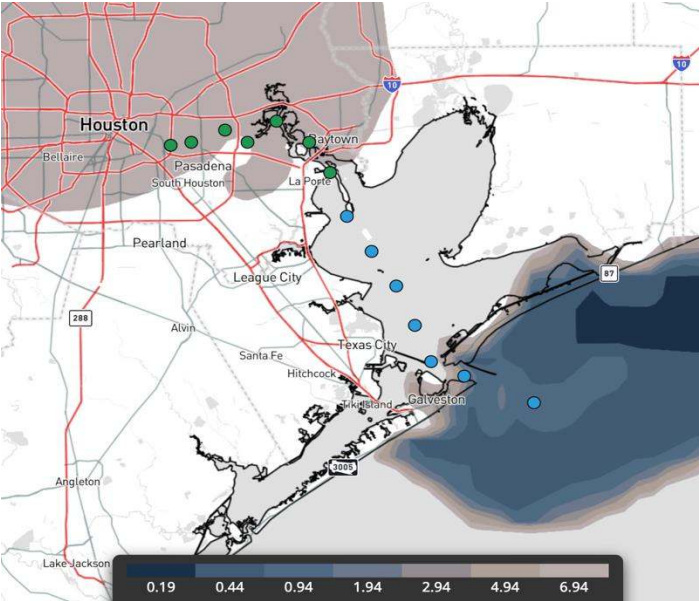 10
10
Houston
Baytown
Bellaire
Pasadena
South Houston
La Porte
Pearland
League City
87
288
Alvin
Texas City
Santa Fe
Hitchcock
Tiki Island
Galveston
3005
Angleton
Lake Jackson
0.19 0.44 0.94 1.94 2.94 4.94 6.94